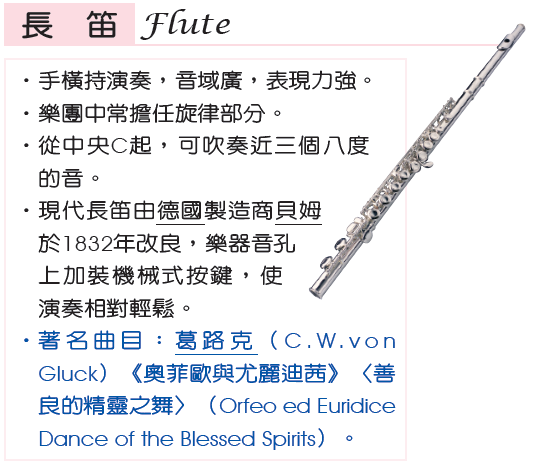 長 笛 Flute
・手橫持演奏，音域廣，表現力強。
・樂團中常擔任旋律部分。
・從中央C起，可吹奏近三個八度
的音。
・現代長笛由德國製造商貝姆
於1832年改良，樂器音孔
上加裝機械式按鍵，使
演奏相對輕鬆。
・著名曲目：葛路克（C.W.von
Gluck）《奧菲歐與尤麗迪茜》〈善
良的精靈之舞〉（Orfeo ed Euridice
Dance of the Blessed Spirits）。